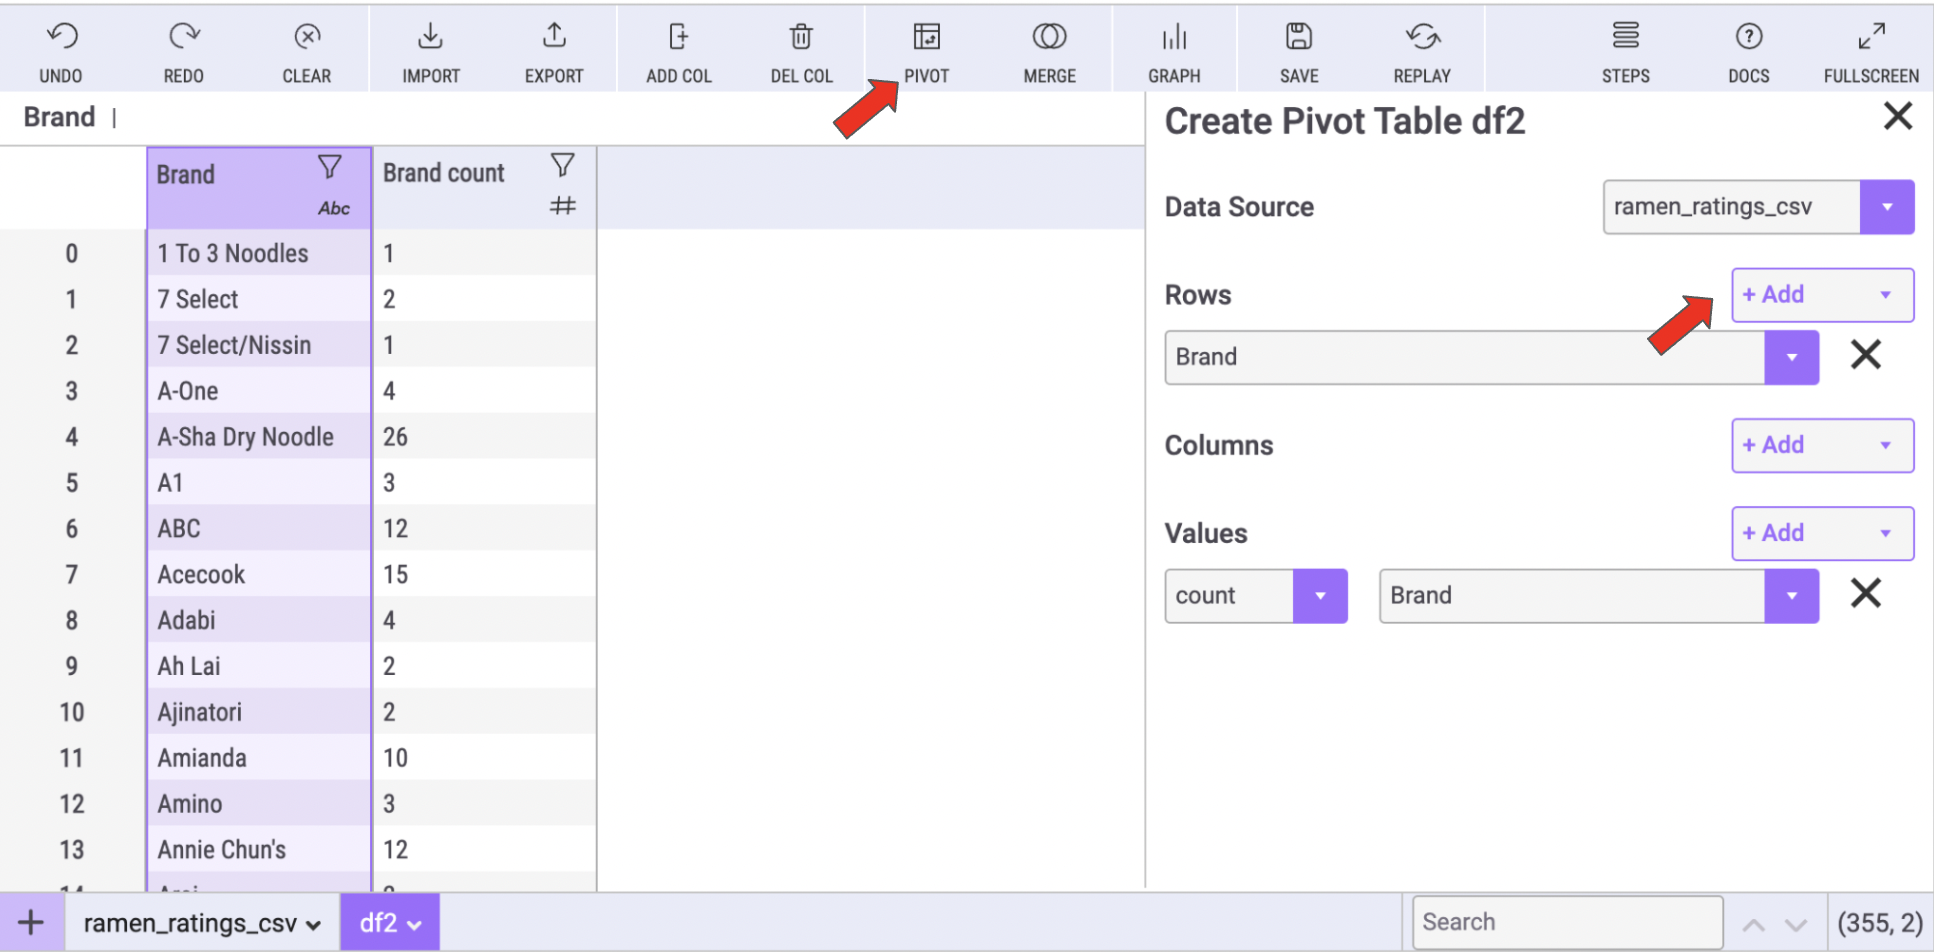 UNDO REDO CLEAR IMPORT EXPORT ADD COL DEL COL PIVOT MERGE GRAPH SAVE REPLAY STEPS DOCS FULLSCREEN
Brand |
Brand Abc
Brand count #
0 1 To 3 Noodles 1
1 7 Select 2
2 7 Select/Nissin 1
3 A-One 4
4 A-Sha Dry Noodle 26
5 A1 3
6 ABC 12
7 Acecook 15
8 Adabi 4
9 Ah Lai 2
10 Ajinatori 2
11 Amianda 10
12 Amino 3
13 Annie Chun's 12
Create Pivot Table df2
Data Source ramen_ratings_csv
Rows + Add
Brand
Columns + Add
Values + Add
count Brand
+ ramen_ratings_csv df2 Search (355, 2)